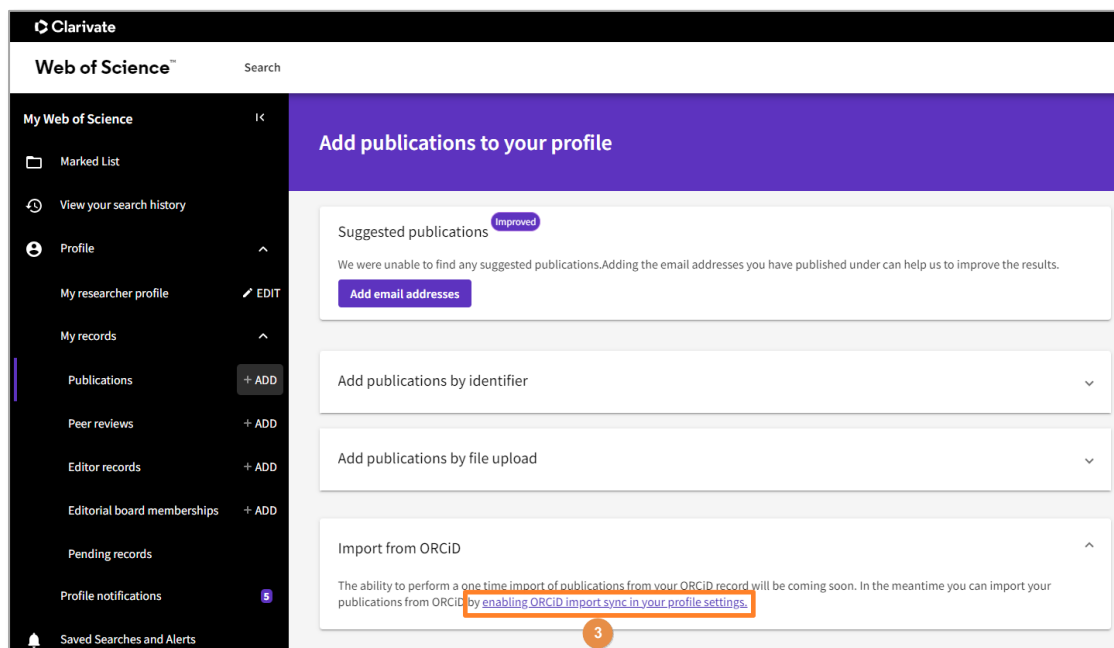 Clarivate
Web of Science™
Search
My Web of Science
Marked List
View your search history
Profile
My researcher profile
EDIT
My records
Publications
+ ADD
Peer reviews
+ ADD
Editor records
+ ADD
Editorial board memberships
+ ADD
Pending records
Profile notifications
5
Saved Searches and Alerts
Add publications to your profile
Suggested publications
Improved
We were unable to find any suggested publications.Adding the email addresses you have published under can help us to improve the results.
Add email addresses
Add publications by identifier
Add publications by file upload
Import from ORCiD
The ability to perform a one time import of publications from your ORCiD record will be coming soon. In the meantime you can import your
publications from ORCiD by enabling ORCiD import sync in your profile settings.
3